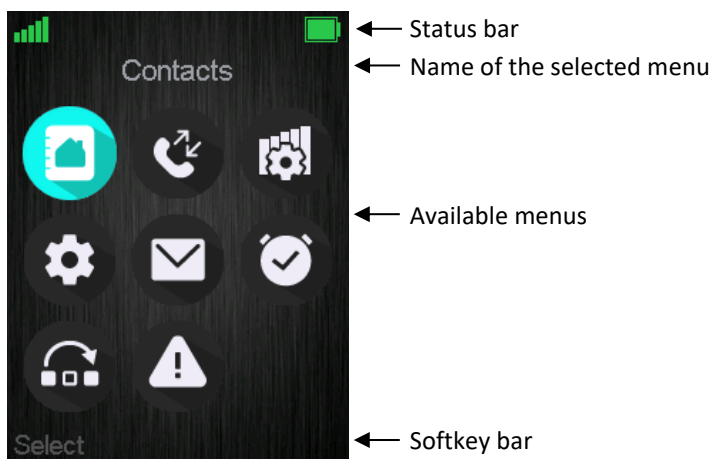 Status bar
Contacts
Name of the selected menu
Available menus
Select
Softkey bar